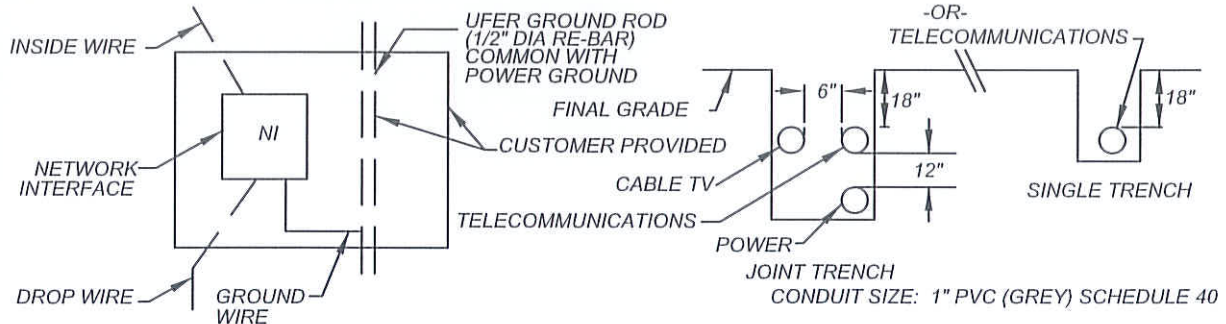 INSIDE WIRE
UFER GROUND ROD
(1/2" DIA RE-BAR)
COMMON WITH
POWER GROUND
NI
NETWORK
INTERFACE
CUSTOMER PROVIDED
DROP WIRE
GROUND
WIRE
-OR-
TELECOMMUNICATIONS
FINAL GRADE
6"
18"
18"
CABLE TV
12"
TELECOMMUNICATIONS
SINGLE TRENCH
POWER
JOINT TRENCH
CONDUIT SIZE: 1" PVC (GREY) SCHEDULE 40